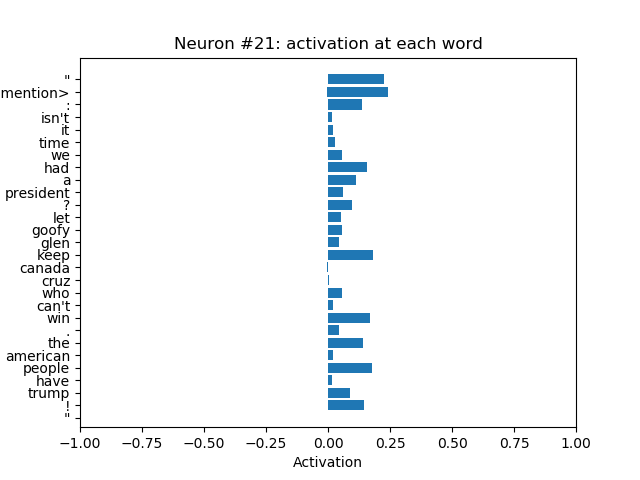 Neuron #21: activation at each word
"
mention>
:
isn't
it
time
we
had
a
president
?
let
goofy
glen
keep
canada
cruz
who
can't
win
.
the
american
people
have
trump
!
"
−1.00 −0.75 −0.50 −0.25 0.00 0.25 0.50 0.75 1.00
Activation